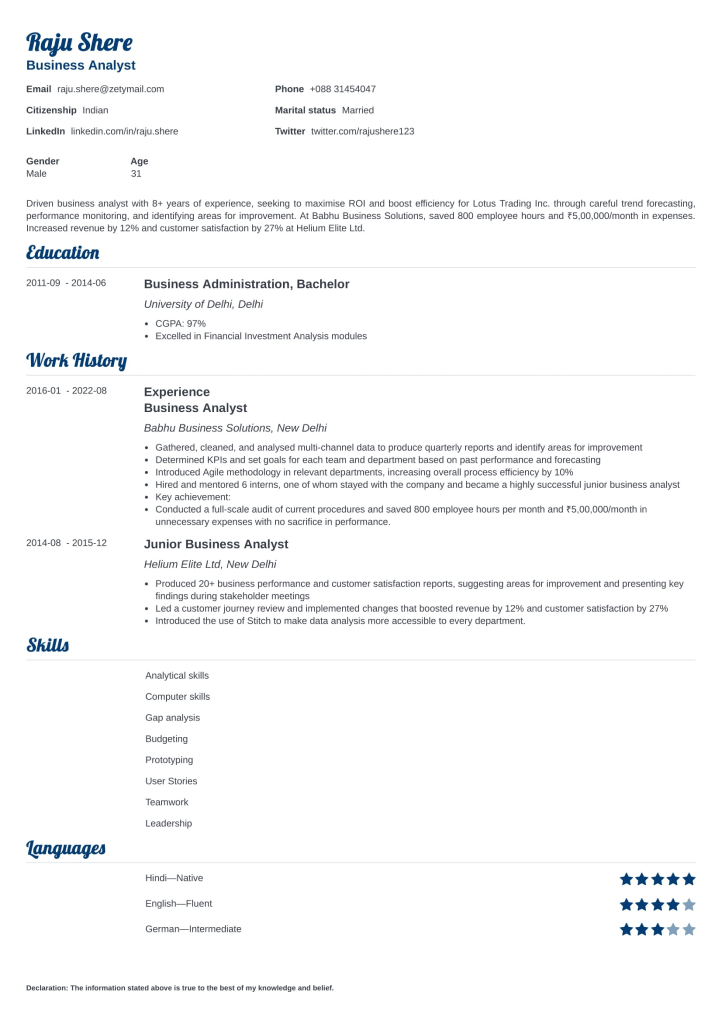 Raju Shere
Business Analyst
Email raju.shere@zetymail.com
Phone +088 31454047
Citizenship Indian
Marital status Married
LinkedIn linkedin.com/in/raju.shere
Twitter twitter.com/rajushere123
Gender
Age
Male
31
Driven business analyst with 8+ years of experience, seeking to maximise ROI and boost efficiency for Lotus Trading Inc. through careful trend forecasting,
performance monitoring, and identifying areas for improvement. At Babhu Business Solutions, saved 800 employee hours and ₹5,00,000/month in expenses.
Increased revenue by 12% and customer satisfaction by 27% at Helium Elite Ltd.
Education
2011-09 - 2014-06
Business Administration, Bachelor
University of Delhi, Delhi
• CGPA: 97%
• Excelled in Financial Investment Analysis modules
Work History
2016-01 - 2022-08
Experience
Business Analyst
Babhu Business Solutions, New Delhi
• Gathered, cleaned, and analysed multi-channel data to produce quarterly reports and identify areas for improvement
• Determined KPIs and set goals for each team and department based on past performance and forecasting
• Introduced Agile methodology in relevant departments, increasing overall process efficiency by 10%
• Hired and mentored 6 interns, one of whom stayed with the company and became a highly successful junior business analyst
• Key achievement:
• Conducted a full-scale audit of current procedures and saved 800 employee hours per month and ₹5,00,000/month in
unnecessary expenses with no sacrifice in performance.
2014-08 - 2015-12
Junior Business Analyst
Helium Elite Ltd, New Delhi
• Produced 20+ business performance and customer satisfaction reports, suggesting areas for improvement and presenting key
findings during stakeholder meetings
• Led a customer journey review and implemented changes that boosted revenue by 12% and customer satisfaction by 27%
• Introduced the use of Stitch to make data analysis more accessible to every department.
Skills
Analytical skills
Computer skills
Gap analysis
Budgeting
Prototyping
User Stories
Teamwork
Leadership
Languages
Hindi—Native
English—Fluent
German—Intermediate
Declaration: The information stated above is true to the best of my knowledge and belief.